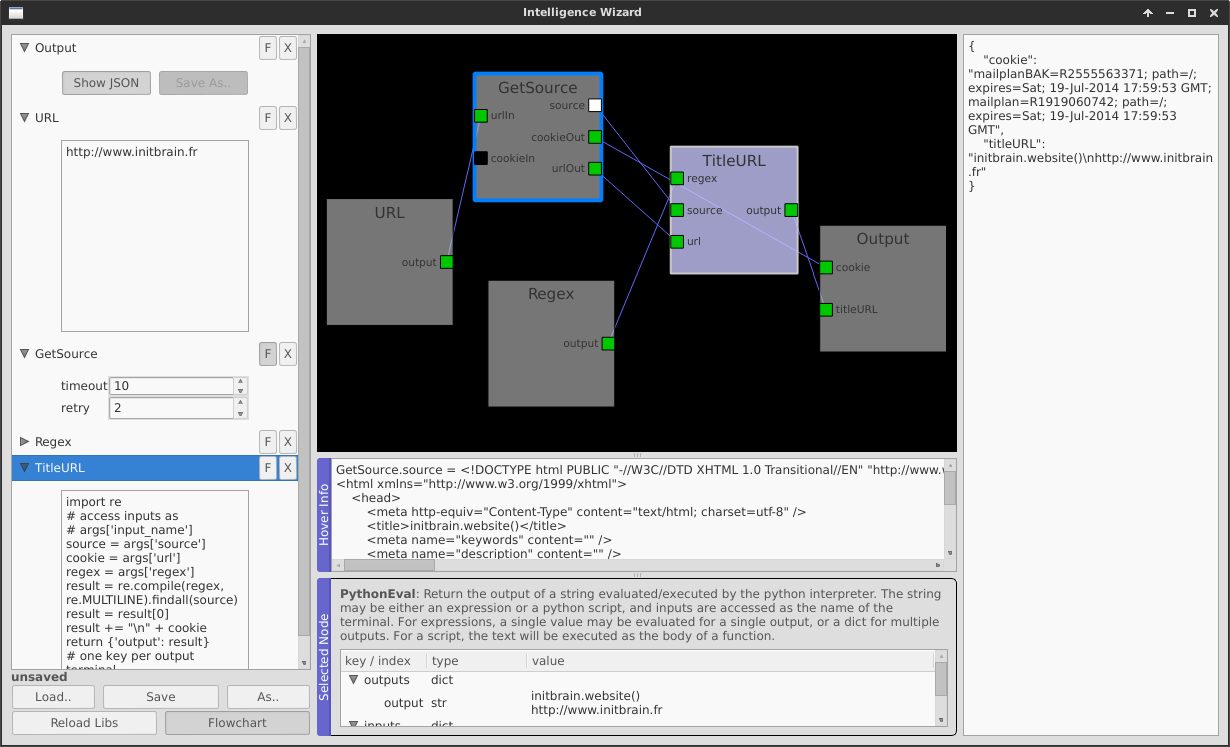 Intelligence Wizard
Output F X
Show JSON Save As..
URL F X
http://www.initbrain.fr
GetSource F X
timeout 10
retry 2
Regex F X
TitleURL F X
import re
# access inputs as
# args['input_name']
source = args['source']
cookie = args['url']
regex = args['regex']
result = re.compile(regex,
re.MULTILINE).findall(source)
result = result[0]
result += "\n" + cookie
return {'output': result}
# one key per output
terminal
unsaved
Load.. Save As..
Reload Libs Flowchart
GetSource
source
urlIn
cookieOut
cookieIn
urlOut
URL
output
Regex
output
TitleURL
regex
source output
url
Output
cookie
titleURL
Hover Info
GetSource.source = <!DOCTYPE html PUBLIC "-//W3C//DTD XHTML 1.0 Transitional//EN" "http://www.
<html xmlns="http://www.w3.org/1999/xhtml">
<head>
<meta http-equiv="Content-Type" content="text/html; charset=utf-8" />
<title>initbrain.website()</title>
<meta name="keywords" content="" />
<meta name="description" content="" />
Selected Node
PythonEval: Return the output of a string evaluated/executed by the python interpreter. The string
may be either an expression or a python script, and inputs are accessed as the name of the
terminal. For expressions, a single value may be evaluated for a single output, or a dict for multiple
outputs. For a script, the text will be executed as the body of a function.
key / index type value
outputs dict
output str initbrain.website()
http://www.initbrain.fr
inputs dict
{
"cookie":
"mailplanBAK=R2555563371; path=/;
expires=Sat; 19-Jul-2014 17:59:53 GMT;
mailplan=R1919060742; path=/;
expires=Sat; 19-Jul-2014 17:59:53
GMT",
"titleURL":
"initbrain.website()\nhttp://www.initbrain
.fr"
}